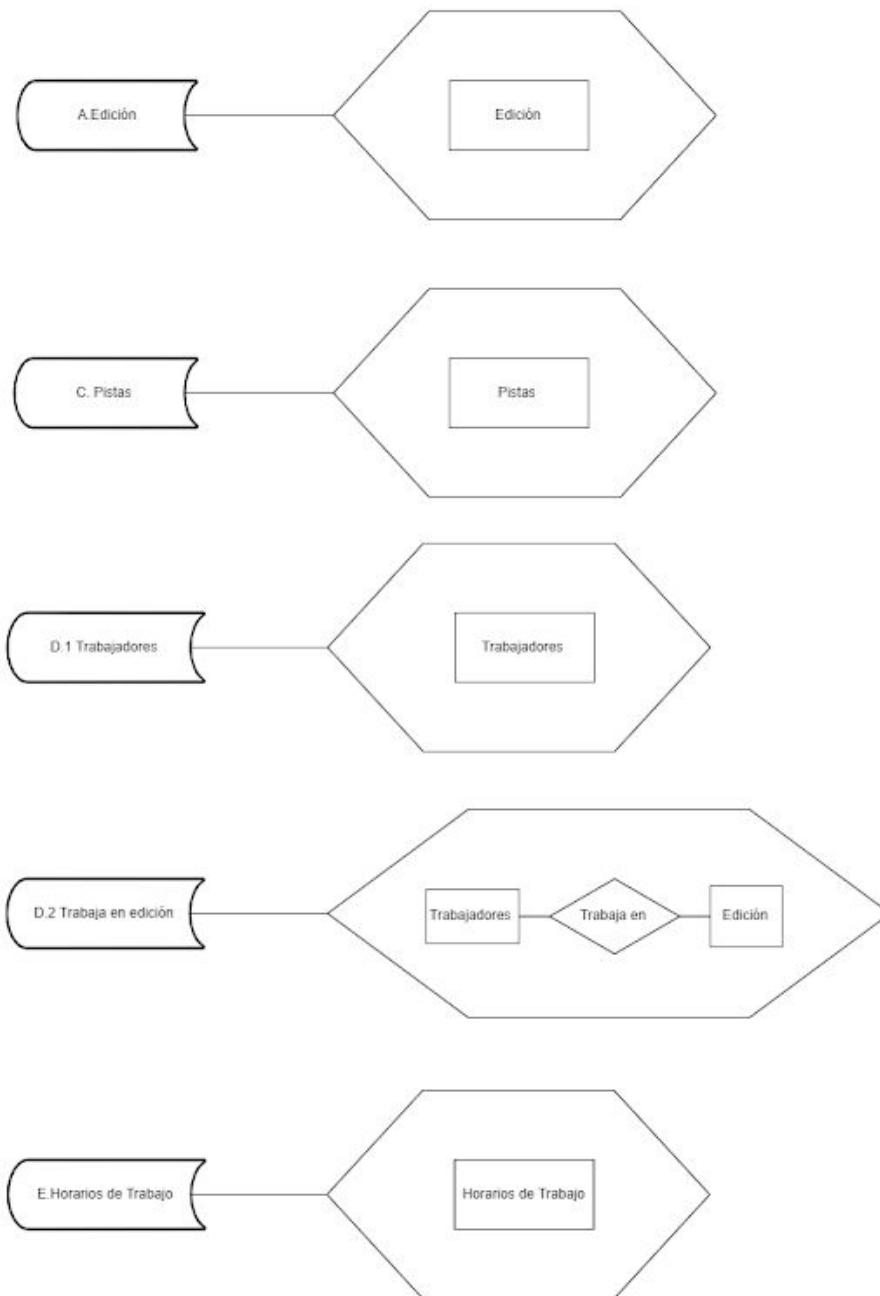 A.Edición
Edición
C. Pistas
Pistas
D.1 Trabajadores
Trabajadores
D.2 Trabaja en edición
Trabajadores
Trabaja en
Edición
E.Horarios de Trabajo
Horarios de Trabajo